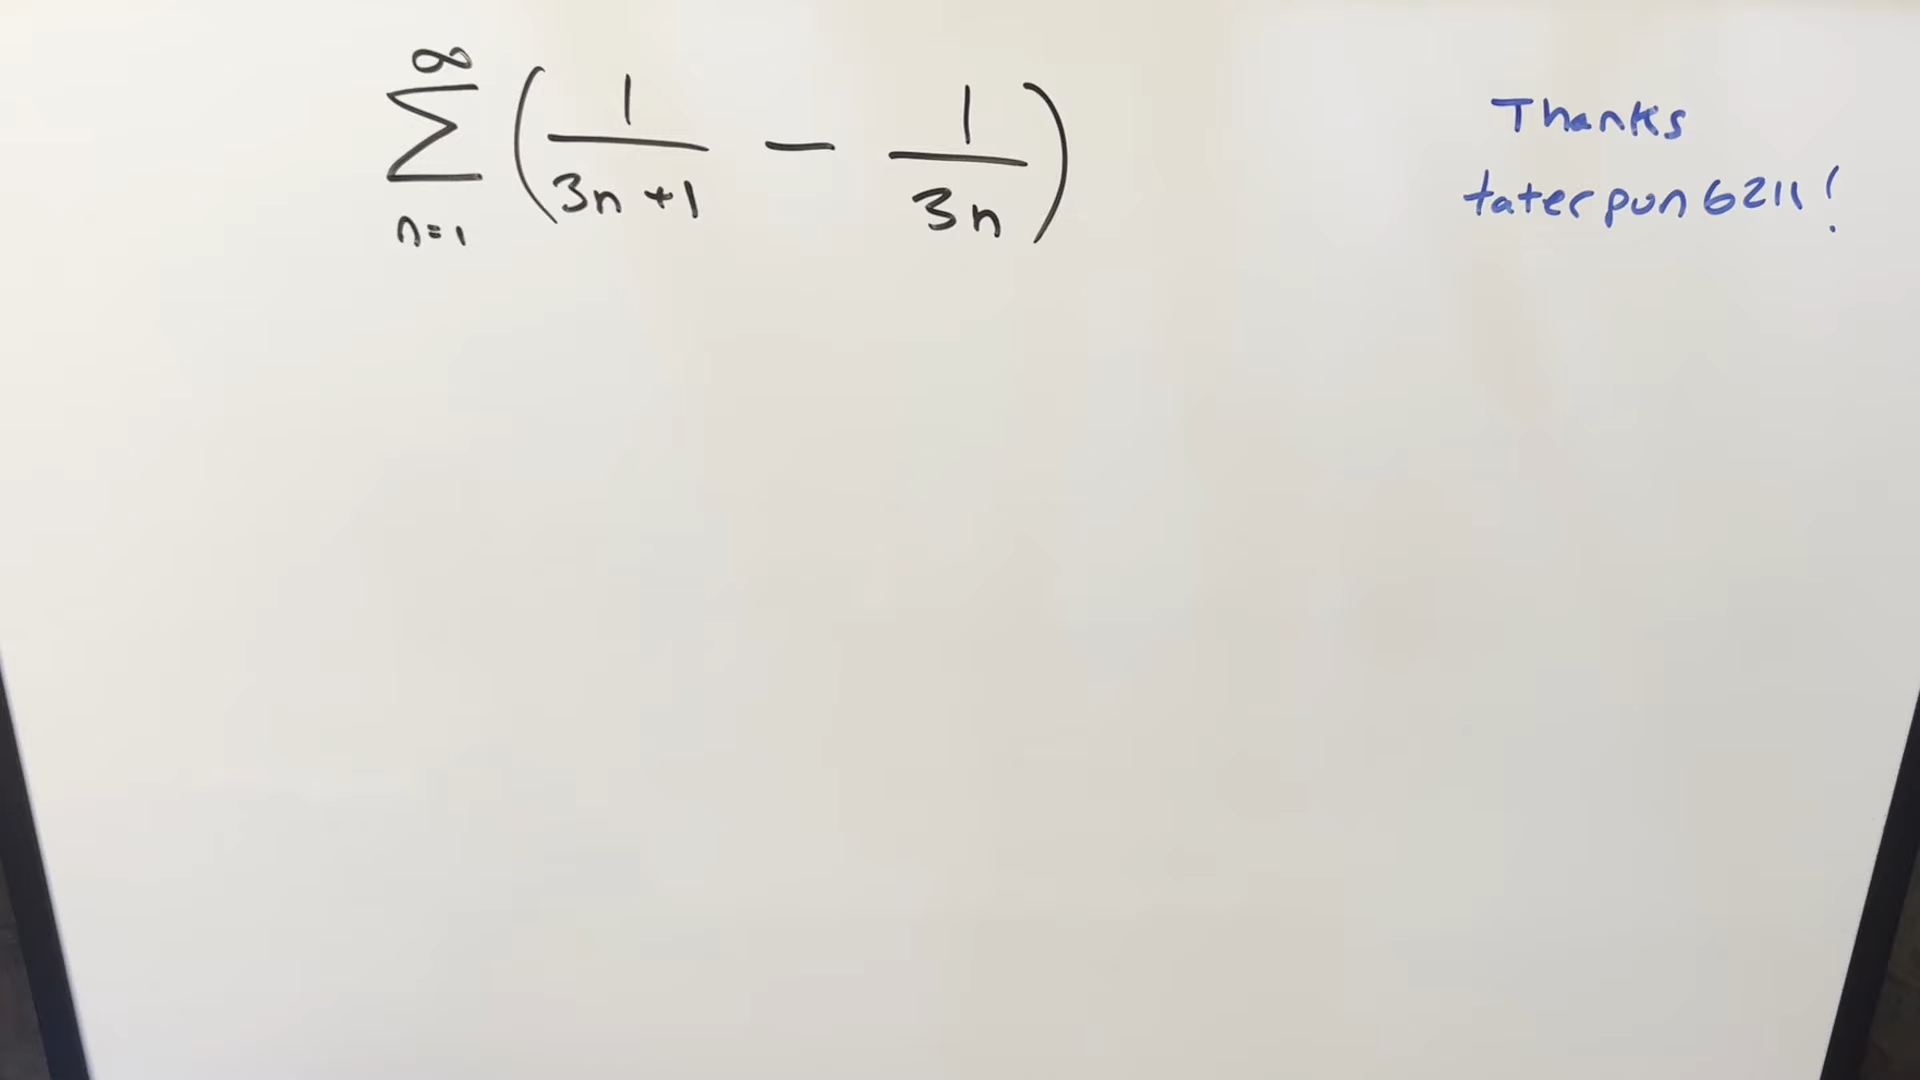 ∞
∑ ( 1/(3n+1) − 1/(3n) )
n=1
Thanks
taterpun6211!